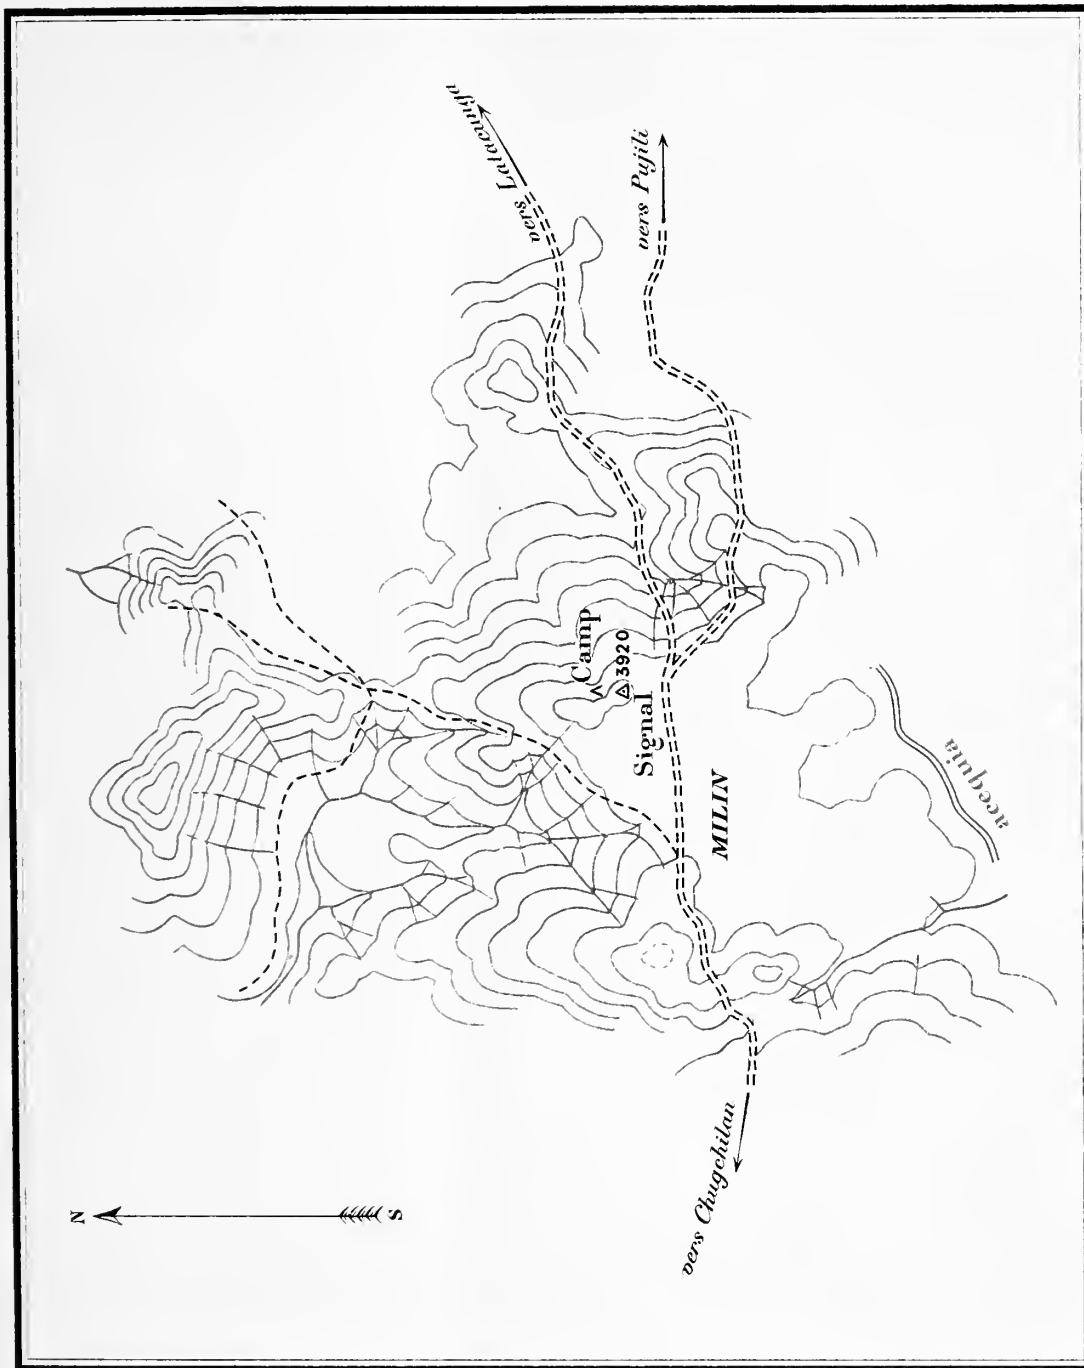 N
S
vers Latacunga
vers Pujili
Camp
3920
Signal
MILIN
acequia
vers Chugchilan